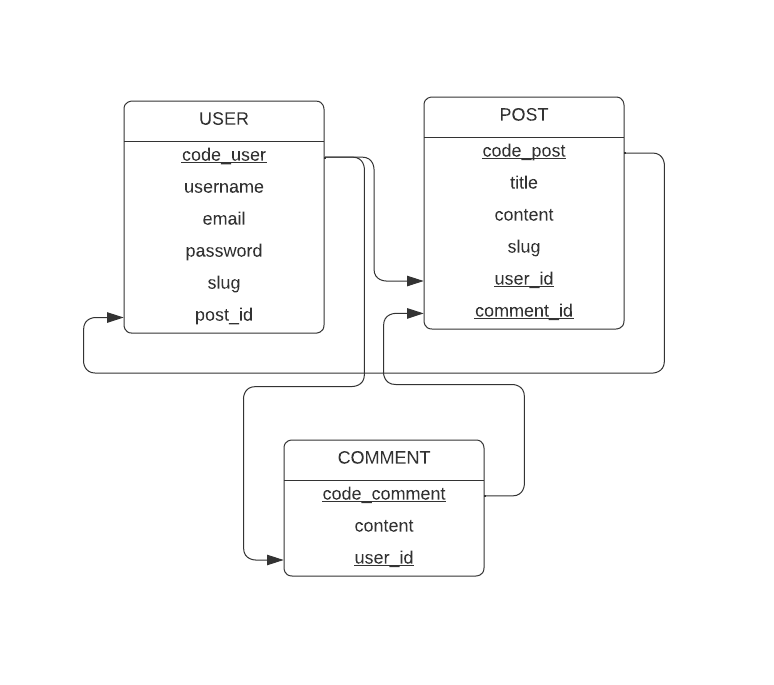 USER
code_user
username
email
password
slug
post_id
POST
code_post
title
content
slug
user_id
comment_id
COMMENT
code_comment
content
user_id